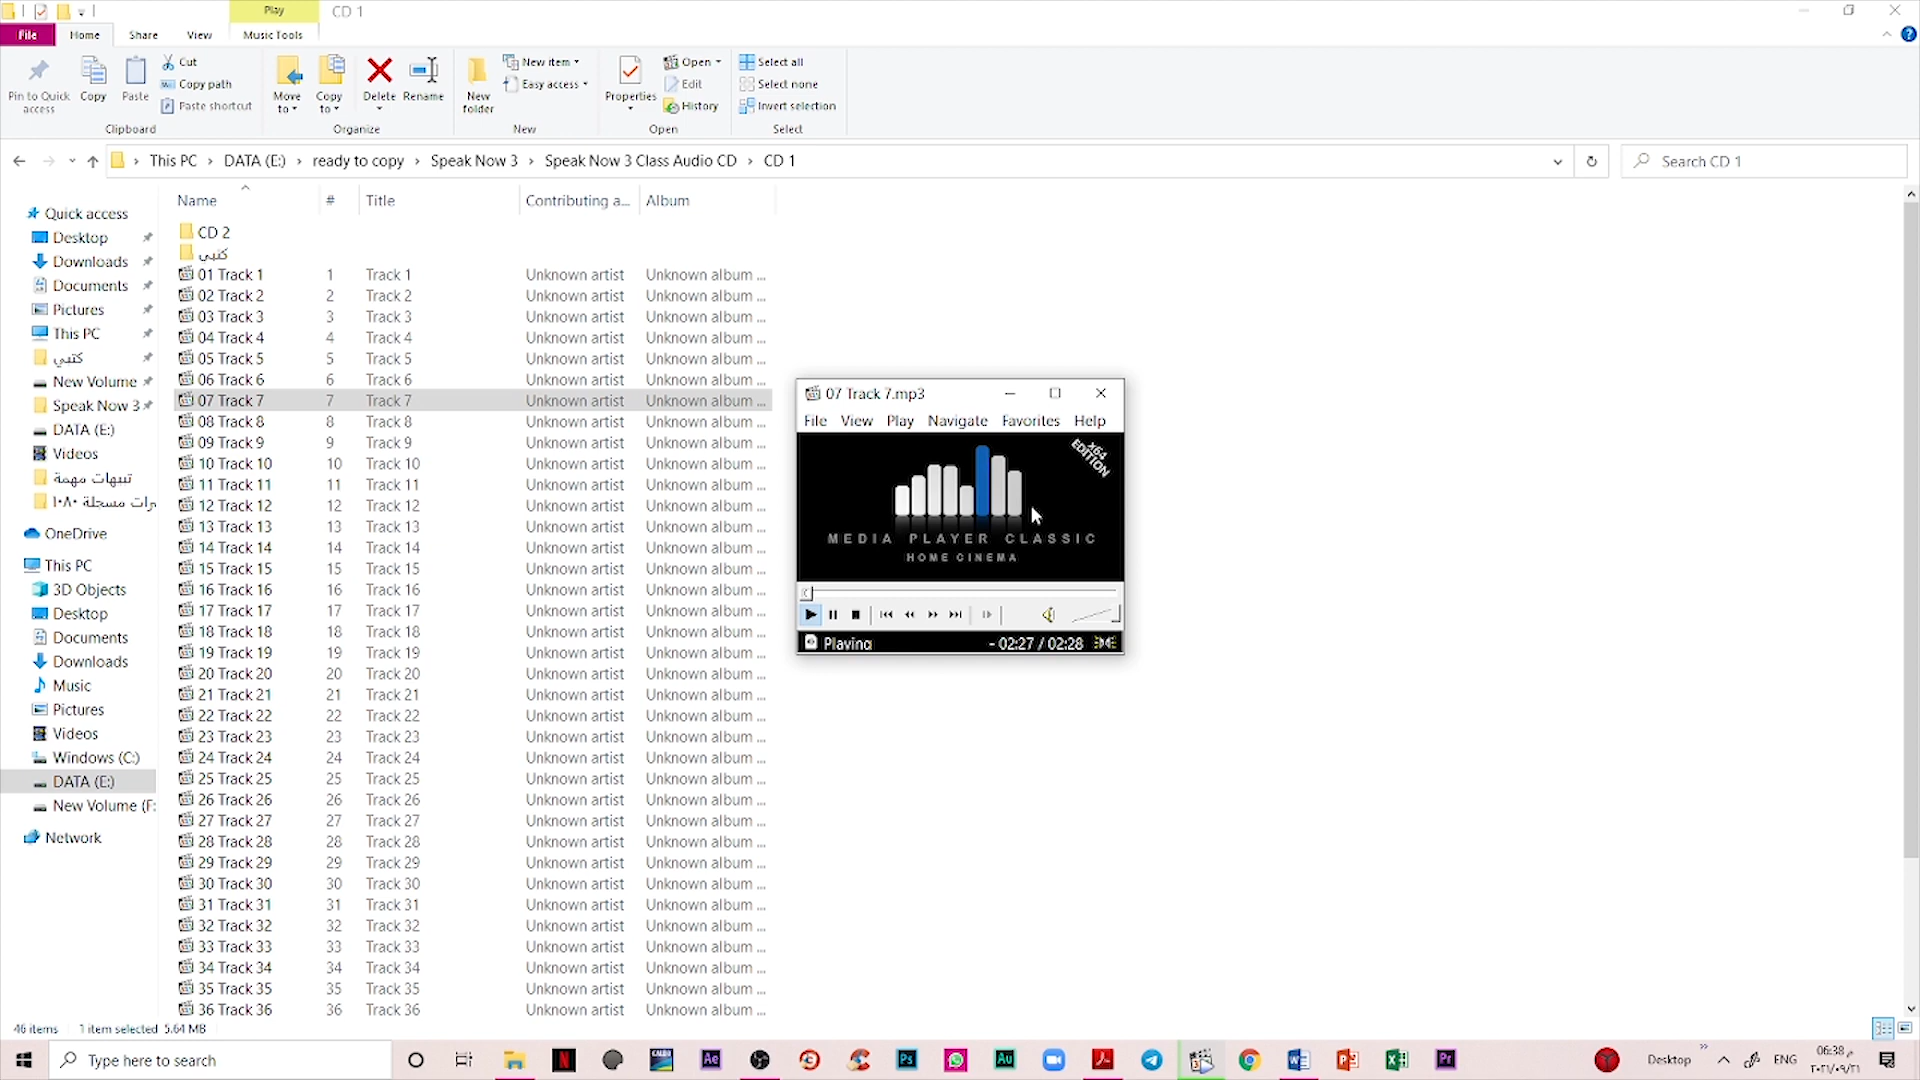 Play CD 1
File Home Share View Music Tools
Pin to Quick access Copy Paste Cut Copy path Paste shortcut Clipboard
Move to Copy to Delete Rename Organize
New folder New item Easy access New
Properties Open Edit History Open
Select all Select none Invert selection Select
This PC › DATA (E:) › ready to copy › Speak Now 3 › Speak Now 3 Class Audio CD › CD 1 Search CD 1
Name # Title Contributing a... Album
Quick access
Desktop
Downloads
Documents
Pictures
This PC
كتبي
New Volume
Speak Now 3
DATA (E:)
Videos
تنبيهات مهمة
رات مسجلة ١٠٨٠
OneDrive
This PC
3D Objects
Desktop
Documents
Downloads
Music
Pictures
Videos
Windows (C:)
DATA (E:)
New Volume (F:
Network
CD 2
كتبي
01 Track 1 1 Track 1 Unknown artist Unknown album ...
02 Track 2 2 Track 2 Unknown artist Unknown album ...
03 Track 3 3 Track 3 Unknown artist Unknown album ...
04 Track 4 4 Track 4 Unknown artist Unknown album ...
05 Track 5 5 Track 5 Unknown artist Unknown album ...
06 Track 6 6 Track 6 Unknown artist Unknown album ...
07 Track 7 7 Track 7 Unknown artist Unknown album ...
08 Track 8 8 Track 8 Unknown artist Unknown album ...
09 Track 9 9 Track 9 Unknown artist Unknown album ...
10 Track 10 10 Track 10 Unknown artist Unknown album ...
11 Track 11 11 Track 11 Unknown artist Unknown album ...
12 Track 12 12 Track 12 Unknown artist Unknown album ...
13 Track 13 13 Track 13 Unknown artist Unknown album ...
14 Track 14 14 Track 14 Unknown artist Unknown album ...
15 Track 15 15 Track 15 Unknown artist Unknown album ...
16 Track 16 16 Track 16 Unknown artist Unknown album ...
17 Track 17 17 Track 17 Unknown artist Unknown album ...
18 Track 18 18 Track 18 Unknown artist Unknown album ...
19 Track 19 19 Track 19 Unknown artist Unknown album ...
20 Track 20 20 Track 20 Unknown artist Unknown album ...
21 Track 21 21 Track 21 Unknown artist Unknown album ...
22 Track 22 22 Track 22 Unknown artist Unknown album ...
23 Track 23 23 Track 23 Unknown artist Unknown album ...
24 Track 24 24 Track 24 Unknown artist Unknown album ...
25 Track 25 25 Track 25 Unknown artist Unknown album ...
26 Track 26 26 Track 26 Unknown artist Unknown album ...
27 Track 27 27 Track 27 Unknown artist Unknown album ...
28 Track 28 28 Track 28 Unknown artist Unknown album ...
29 Track 29 29 Track 29 Unknown artist Unknown album ...
30 Track 30 30 Track 30 Unknown artist Unknown album ...
31 Track 31 31 Track 31 Unknown artist Unknown album ...
32 Track 32 32 Track 32 Unknown artist Unknown album ...
33 Track 33 33 Track 33 Unknown artist Unknown album ...
34 Track 34 34 Track 34 Unknown artist Unknown album ...
35 Track 35 35 Track 35 Unknown artist Unknown album ...
36 Track 36 36 Track 36 Unknown artist Unknown album ...
07 Track 7.mp3
File View Play Navigate Favorites Help
x64 EDITION
MEDIA PLAYER CLASSIC
HOME CINEMA
Playing - 02:27 / 02:28
46 items 1 item selected 5.64 MB
Type here to search
Desktop ENG
06:38 م
٢٠٢١/٠٩/٢١